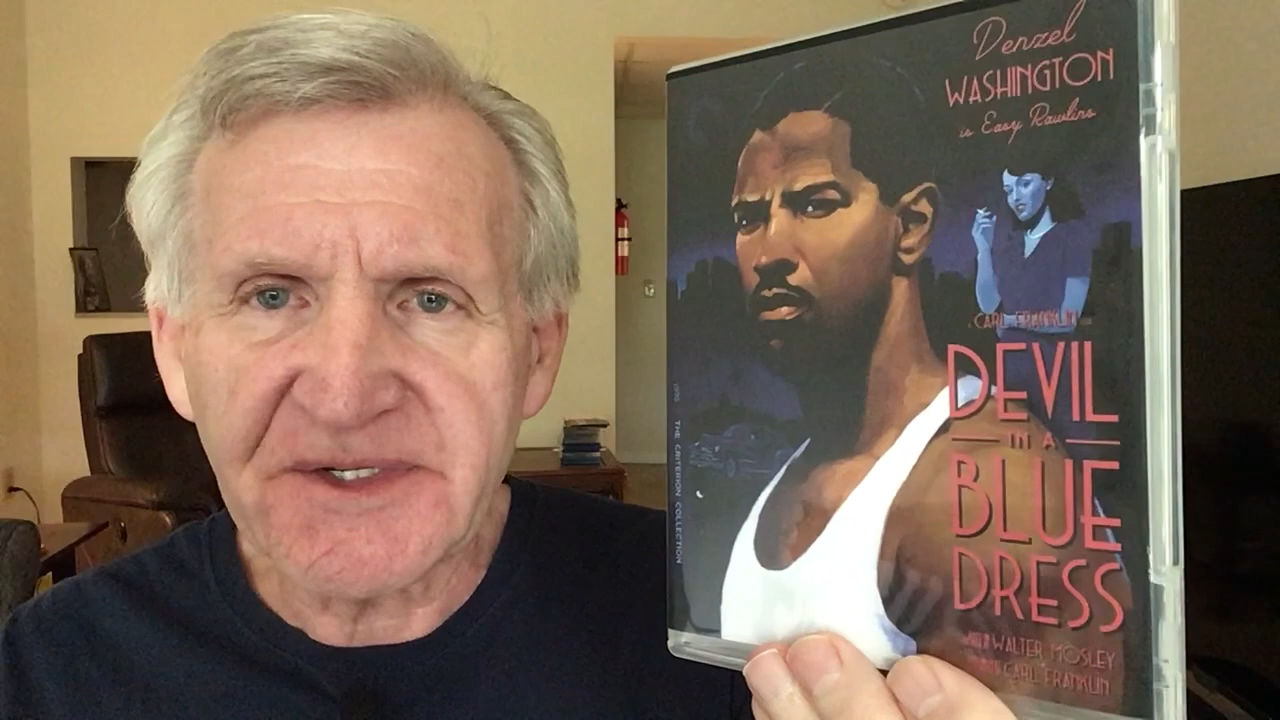 Denzel
WASHINGTON
is Easy Rawlins
CARL FRANKLIN
DEVIL
IN A
BLUE
DRESS
WALTER MOSLEY
CARL FRANKLIN
THE CRITERION COLLECTION